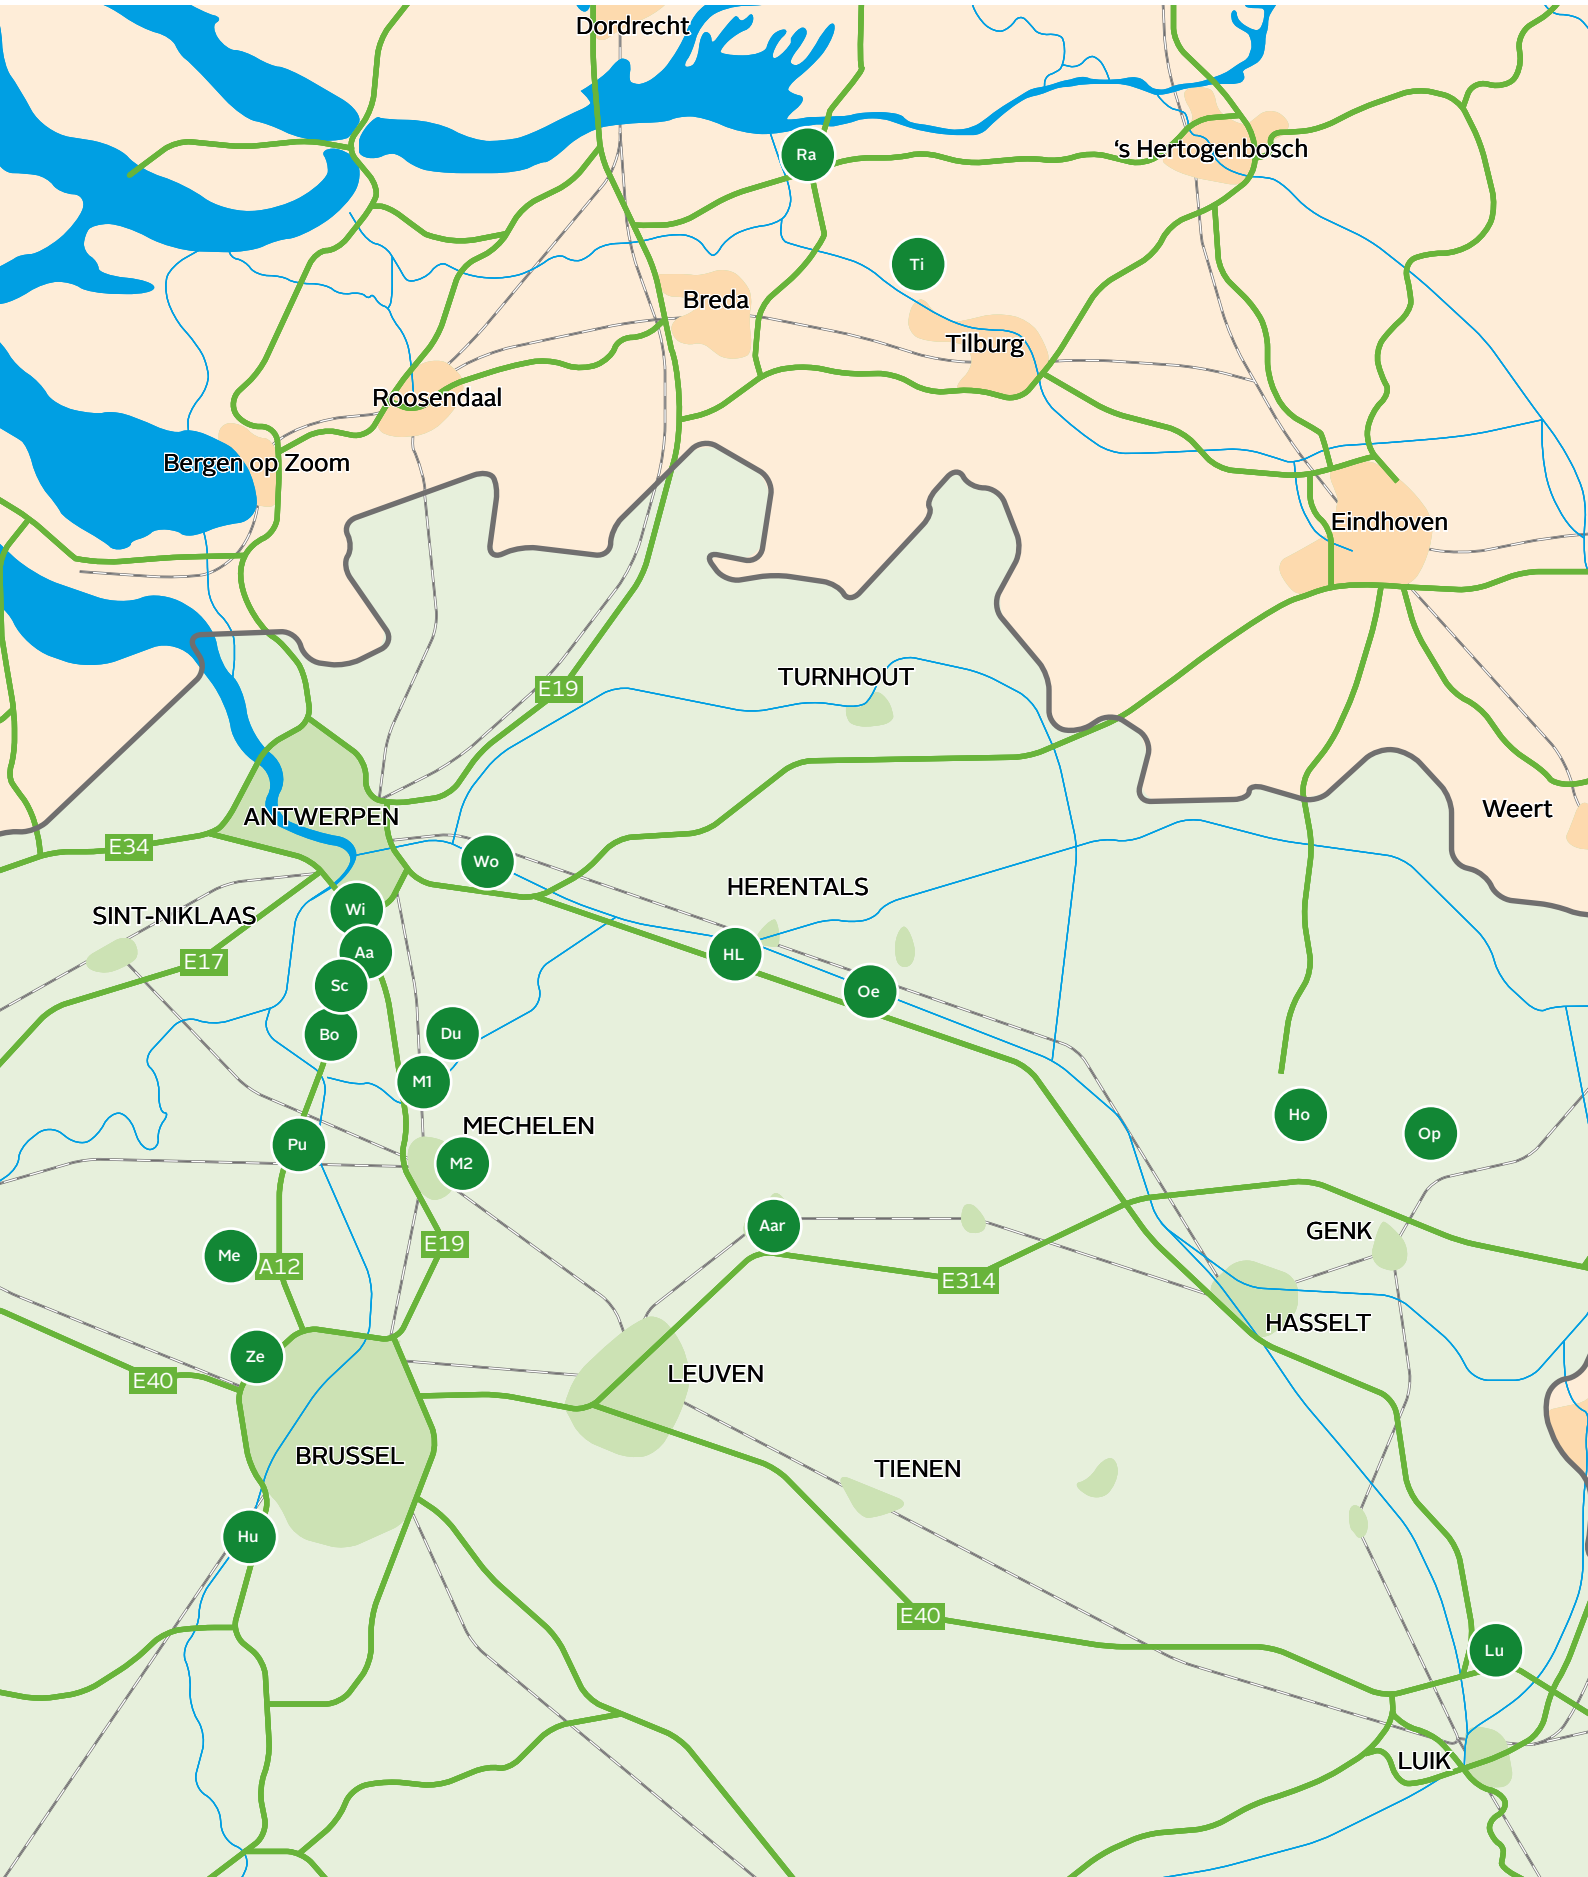 Dordrecht
Ra
's Hertogenbosch
Ti
Breda
Tilburg
Roosendaal
Bergen op Zoom
Eindhoven
TURNHOUT
E19
Weert
ANTWERPEN
E34
Wo
HERENTALS
Wi
SINT-NIKLAAS
Aa
HL
E17
Sc
Oe
Bo
Du
M1
Ho
MECHELEN
Op
Pu
M2
Aar
GENK
E19
Me
A12
E314
HASSELT
Ze
LEUVEN
E40
BRUSSEL
TIENEN
Hu
E40
Lu
LUIK